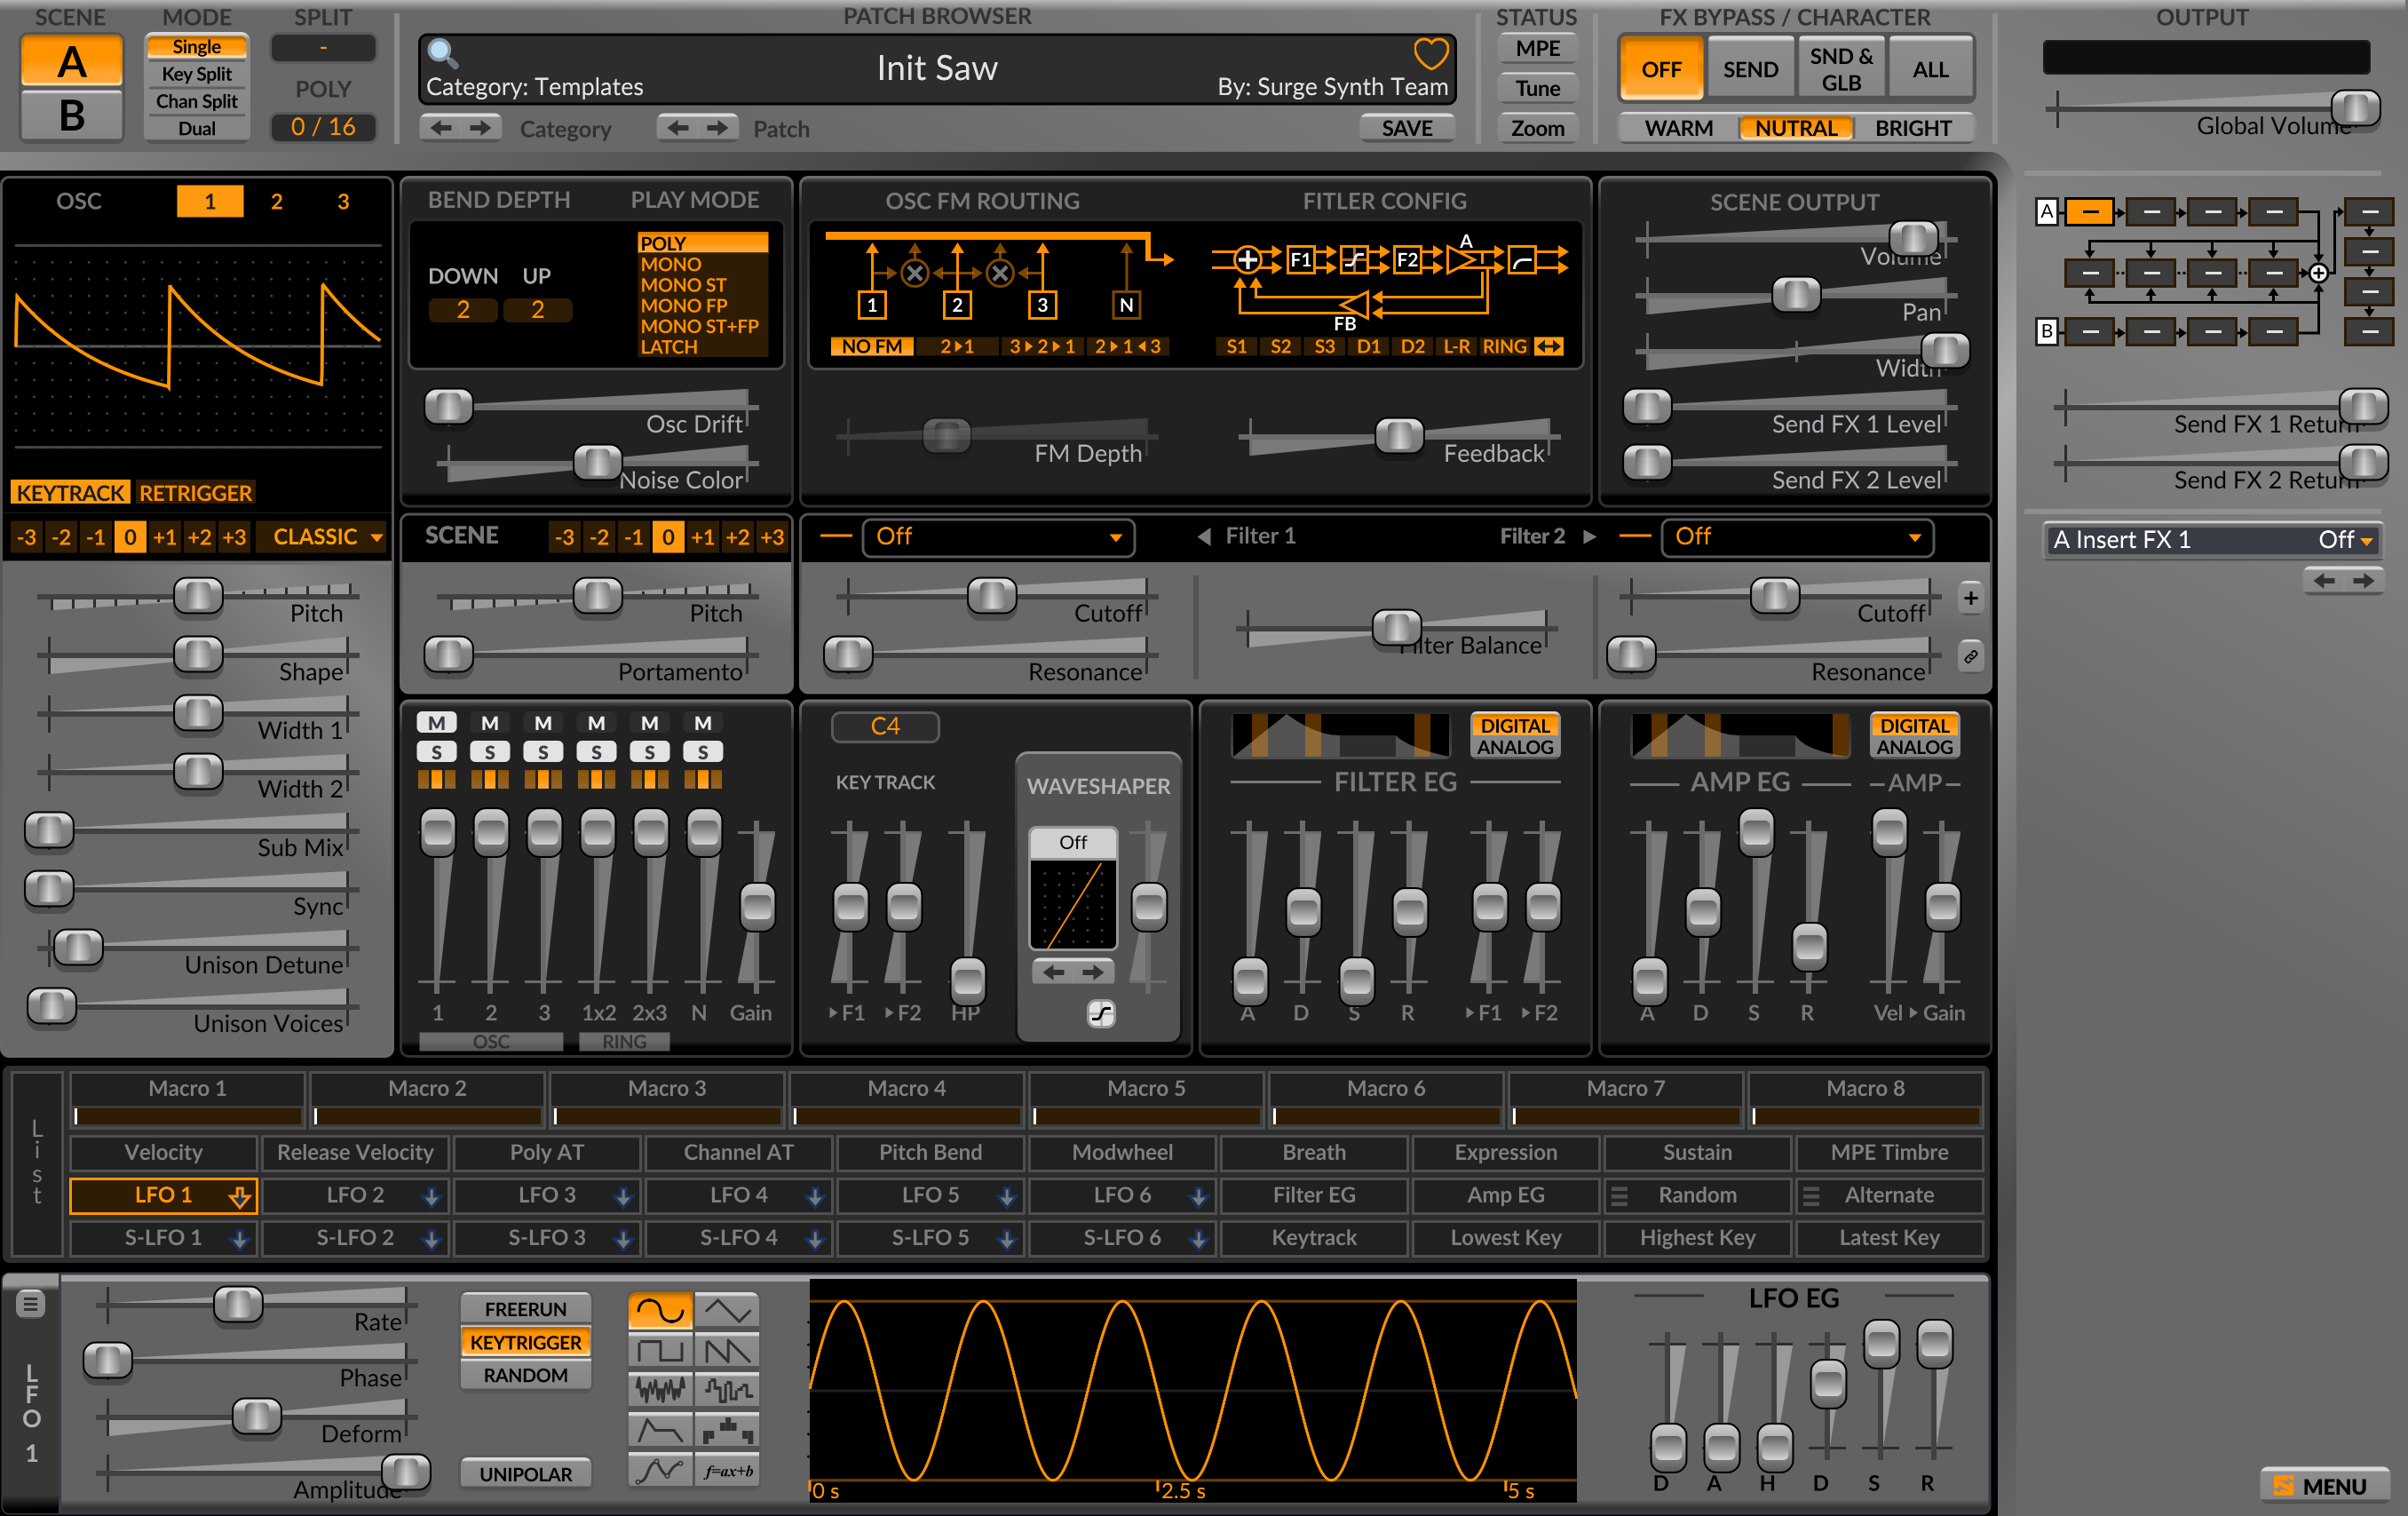 SCENE
A
B
MODE
Single
Key Split
Chan Split
Dual
SPLIT
-
POLY
0 / 16
PATCH BROWSER
Init Saw
Category: Templates
By: Surge Synth Team
Category
Patch
SAVE
STATUS
MPE
Tune
Zoom
FX BYPASS / CHARACTER
OFF
SEND
SND &
GLB
ALL
WARM
NUTRAL
BRIGHT
OUTPUT
Global Volume
OSC
1
2
3
KEYTRACK
RETRIGGER
-3
-2
-1
0
+1
+2
+3
CLASSIC
Pitch
Shape
Width 1
Width 2
Sub Mix
Sync
Unison Detune
Unison Voices
BEND DEPTH
DOWN
UP
2
2
PLAY MODE
POLY
MONO
MONO ST
MONO FP
MONO ST+FP
LATCH
Osc Drift
Noise Color
OSC FM ROUTING
1
2
3
N
NO FM
2▸1
3▸2▸1
2▸1◂3
FM Depth
FITLER CONFIG
F1
F2
A
FB
S1
S2
S3
D1
D2
L-R
RING
Feedback
SCENE OUTPUT
Volume
Pan
Width
Send FX 1 Level
Send FX 2 Level
A
B
Send FX 1 Return
Send FX 2 Return
A Insert FX 1
Off
SCENE
-3
-2
-1
0
+1
+2
+3
Pitch
Portamento
Off
Filter 1
Filter 2
Off
Cutoff
Resonance
Filter Balance
Cutoff
Resonance
M M M M M M
S S S S S S
1 2 3 1x2 2x3 N Gain
OSC
RING
C4
KEY TRACK
▸F1 ▸F2 HP
WAVESHAPER
Off
DIGITAL
ANALOG
FILTER EG
A D S R ▸F1 ▸F2
DIGITAL
ANALOG
AMP EG
AMP
A D S R Vel ▸ Gain
List
Macro 1
Macro 2
Macro 3
Macro 4
Macro 5
Macro 6
Macro 7
Macro 8
Velocity
Release Velocity
Poly AT
Channel AT
Pitch Bend
Modwheel
Breath
Expression
Sustain
MPE Timbre
LFO 1
LFO 2
LFO 3
LFO 4
LFO 5
LFO 6
Filter EG
Amp EG
Random
Alternate
S-LFO 1
S-LFO 2
S-LFO 3
S-LFO 4
S-LFO 5
S-LFO 6
Keytrack
Lowest Key
Highest Key
Latest Key
LFO 1
Rate
Phase
Deform
Amplitude
FREERUN
KEYTRIGGER
RANDOM
UNIPOLAR
f=ax+b
0 s
2.5 s
5 s
LFO EG
D A H D S R
MENU